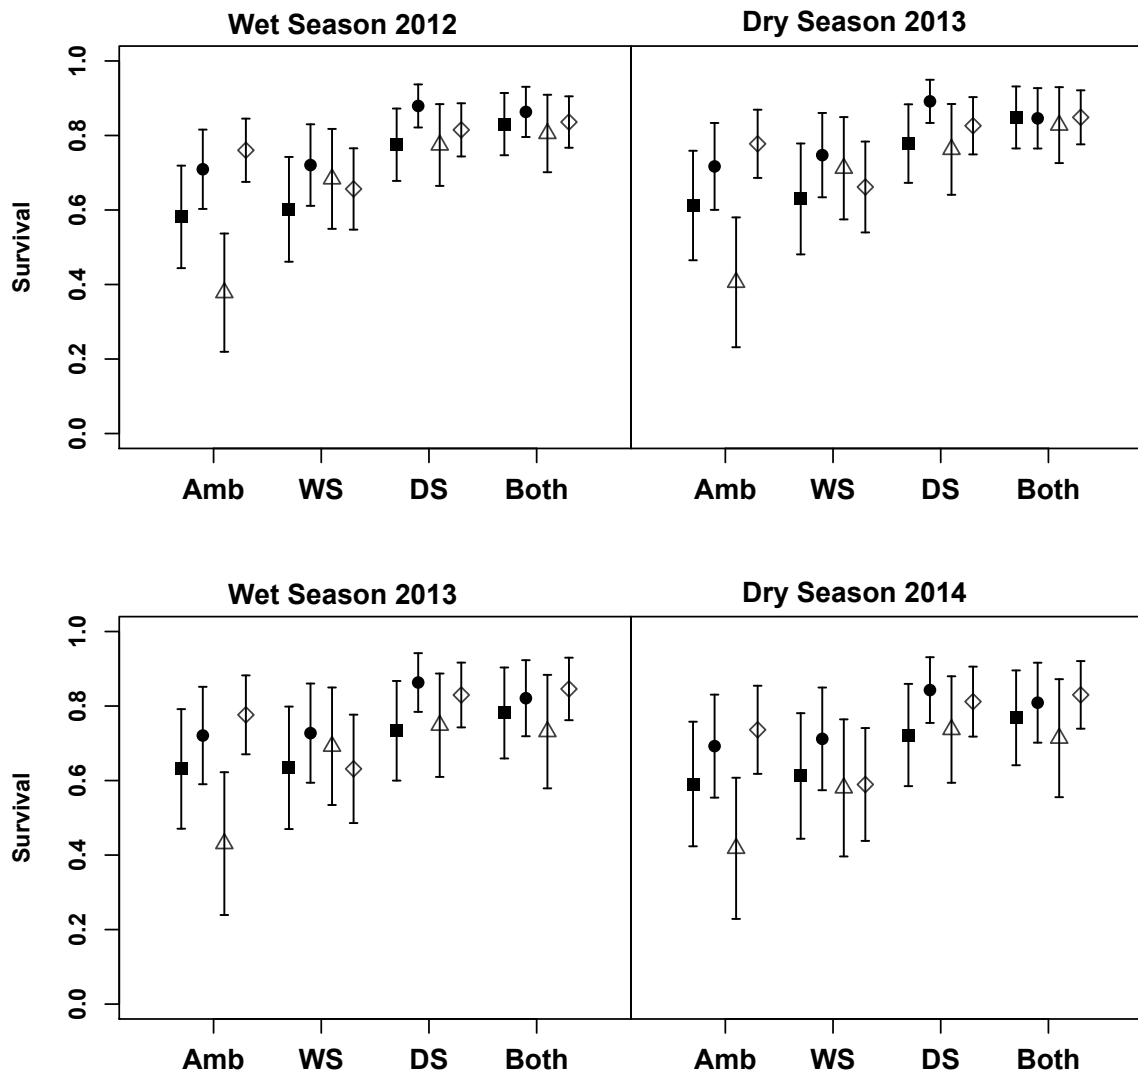 Wet Season 2012 Dry Season 2013
1.0
0.8
0.6
0.4
0.2
0.0
Survival
Amb WS DS Both Amb WS DS Both
Wet Season 2013 Dry Season 2014
1.0
0.8
0.6
0.4
0.2
0.0
Survival
Amb WS DS Both Amb WS DS Both